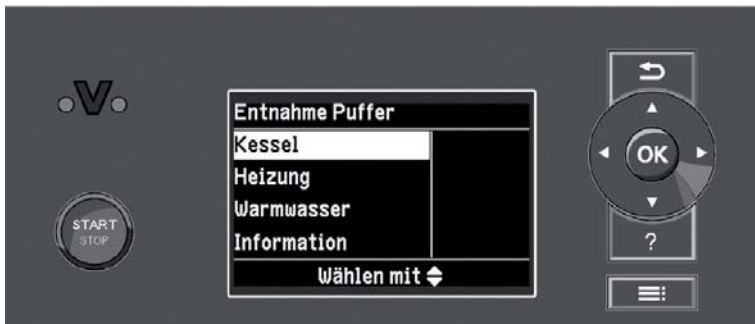 V
Entnahme Puffer
Kessel
Heizung
Warmwasser
Information
Wählen mit
START
STOP
OK
?